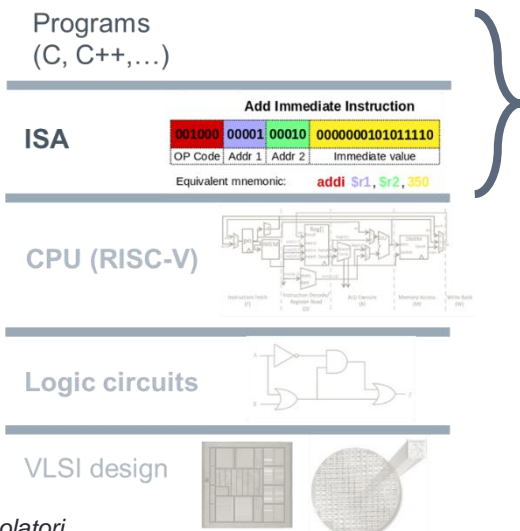 Programs
(C, C++,…)
ISA
Add Immediate Instruction
001000 00001 00010 0000000101011110
OP Code Addr 1 Addr 2 Immediate value
Equivalent mnemonic: addi $r1, $r2, 350
CPU (RISC-V)
Logic circuits
VLSI design
olatori